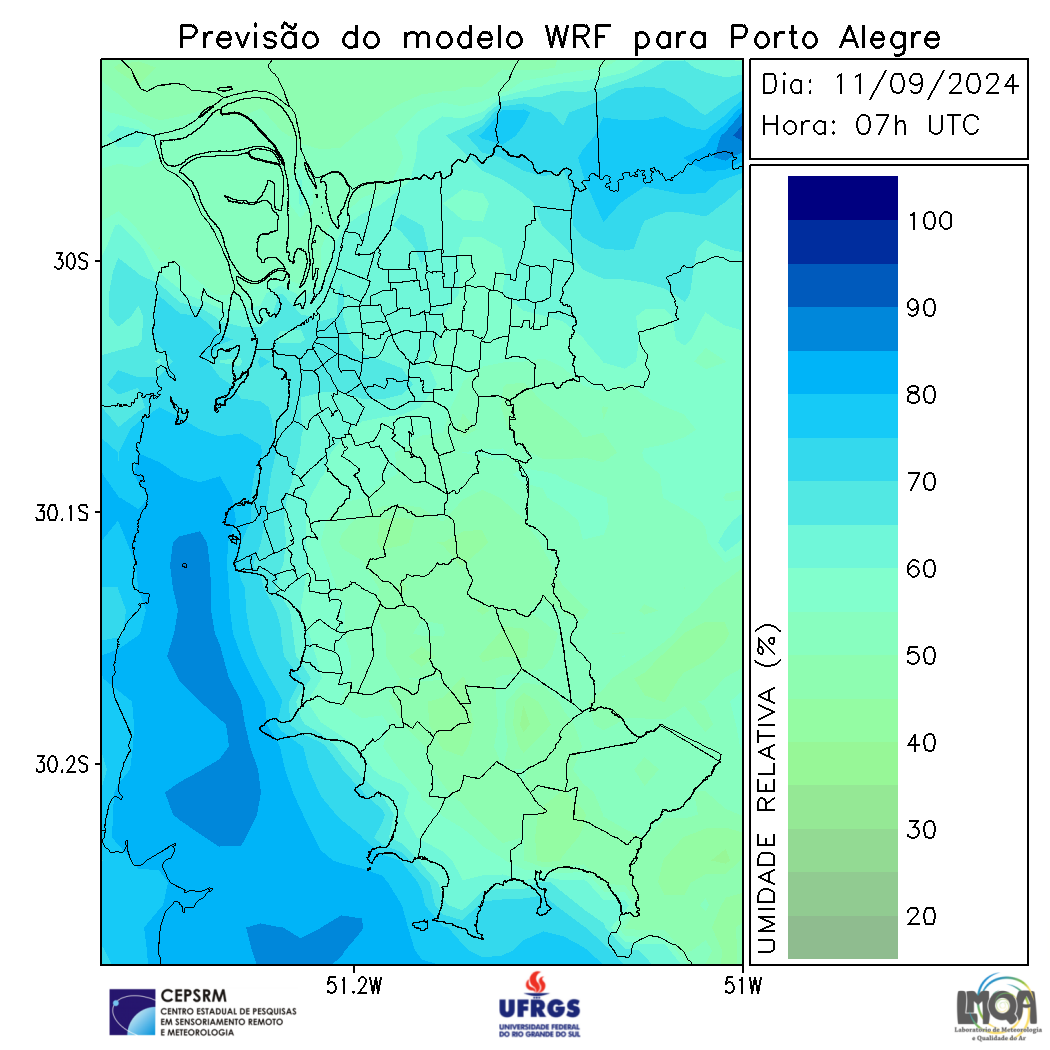 Previsão do modelo WRF para Porto Alegre
Dia: 11/09/2024
Hora: 07h UTC
30S
30.1S
30.2S
51.2W
51W
UMIDADE RELATIVA (%)
100
90
80
70
60
50
40
30
20
CEPSRM
CENTRO ESTADUAL DE PESQUISAS
EM SENSORIAMENTO REMOTO
E METEOROLOGIA
UFRGS
UNIVERSIDADE FEDERAL
DO RIO GRANDE DO SUL
LMQA
Laboratório de Meteorologia
e Qualidade do Ar